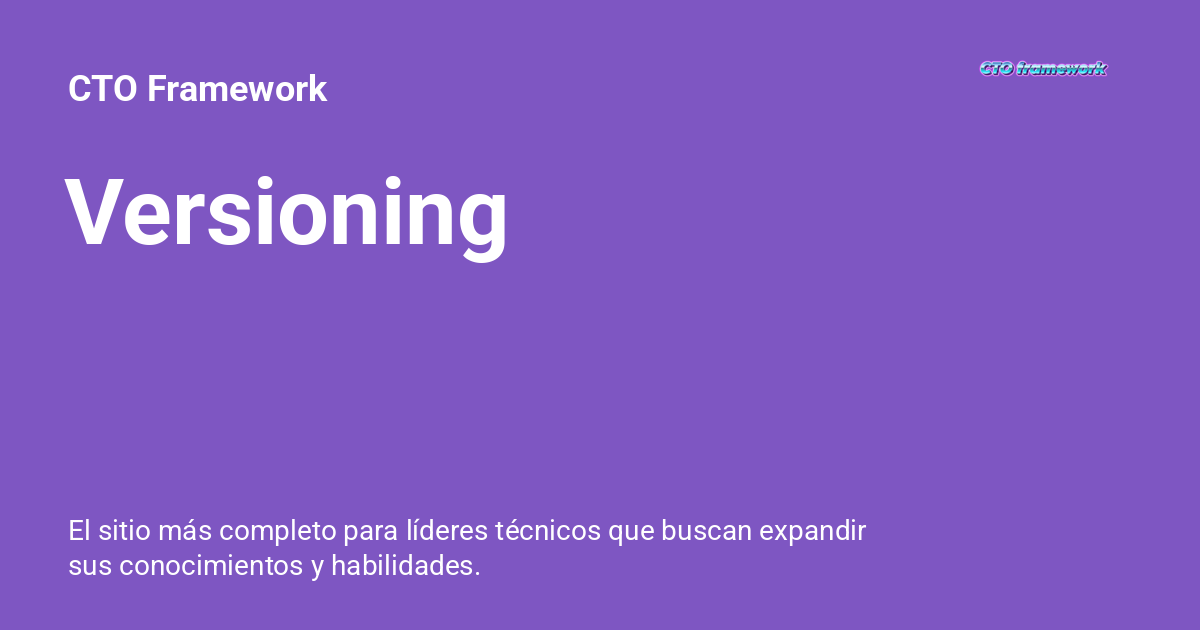 CTO Framework
CTO framework
Versioning
El sitio más completo para líderes técnicos que buscan expandir
sus conocimientos y habilidades.